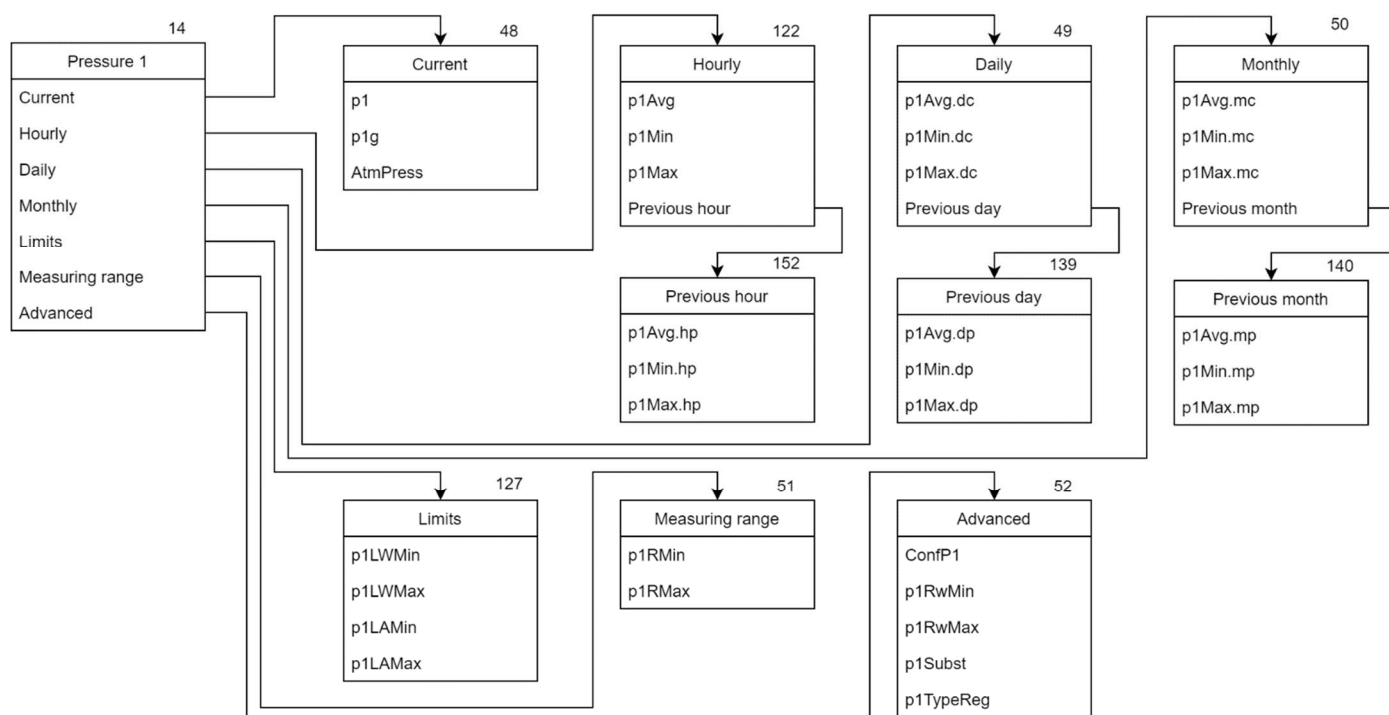 14
Pressure 1
Current
Hourly
Daily
Monthly
Limits
Measuring range
Advanced
48
Current
p1
p1g
AtmPress
122
Hourly
p1Avg
p1Min
p1Max
Previous hour
49
Daily
p1Avg.dc
p1Min.dc
p1Max.dc
Previous day
50
Monthly
p1Avg.mc
p1Min.mc
p1Max.mc
Previous month
152
Previous hour
p1Avg.hp
p1Min.hp
p1Max.hp
139
Previous day
p1Avg.dp
p1Min.dp
p1Max.dp
140
Previous month
p1Avg.mp
p1Min.mp
p1Max.mp
127
Limits
p1LWMin
p1LWMax
p1LAMin
p1LAMax
51
Measuring range
p1RMin
p1RMax
52
Advanced
ConfP1
p1RwMin
p1RwMax
p1Subst
p1TypeReg